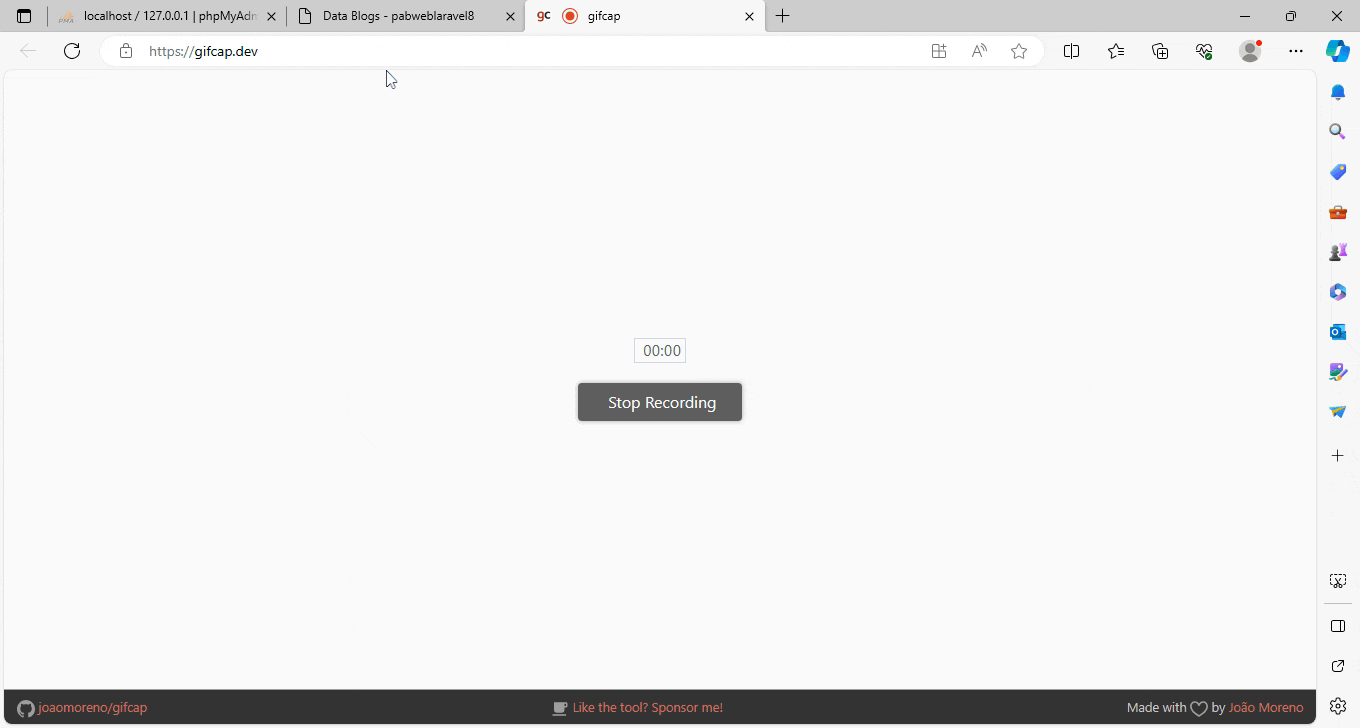 localhost / 127.0.0.1 | phpMyAdm
Data Blogs - pabweblaravel8
gc gifcap
https://gifcap.dev
00:00
Stop Recording
joaomoreno/gifcap
Like the tool? Sponsor me!
Made with by João Moreno